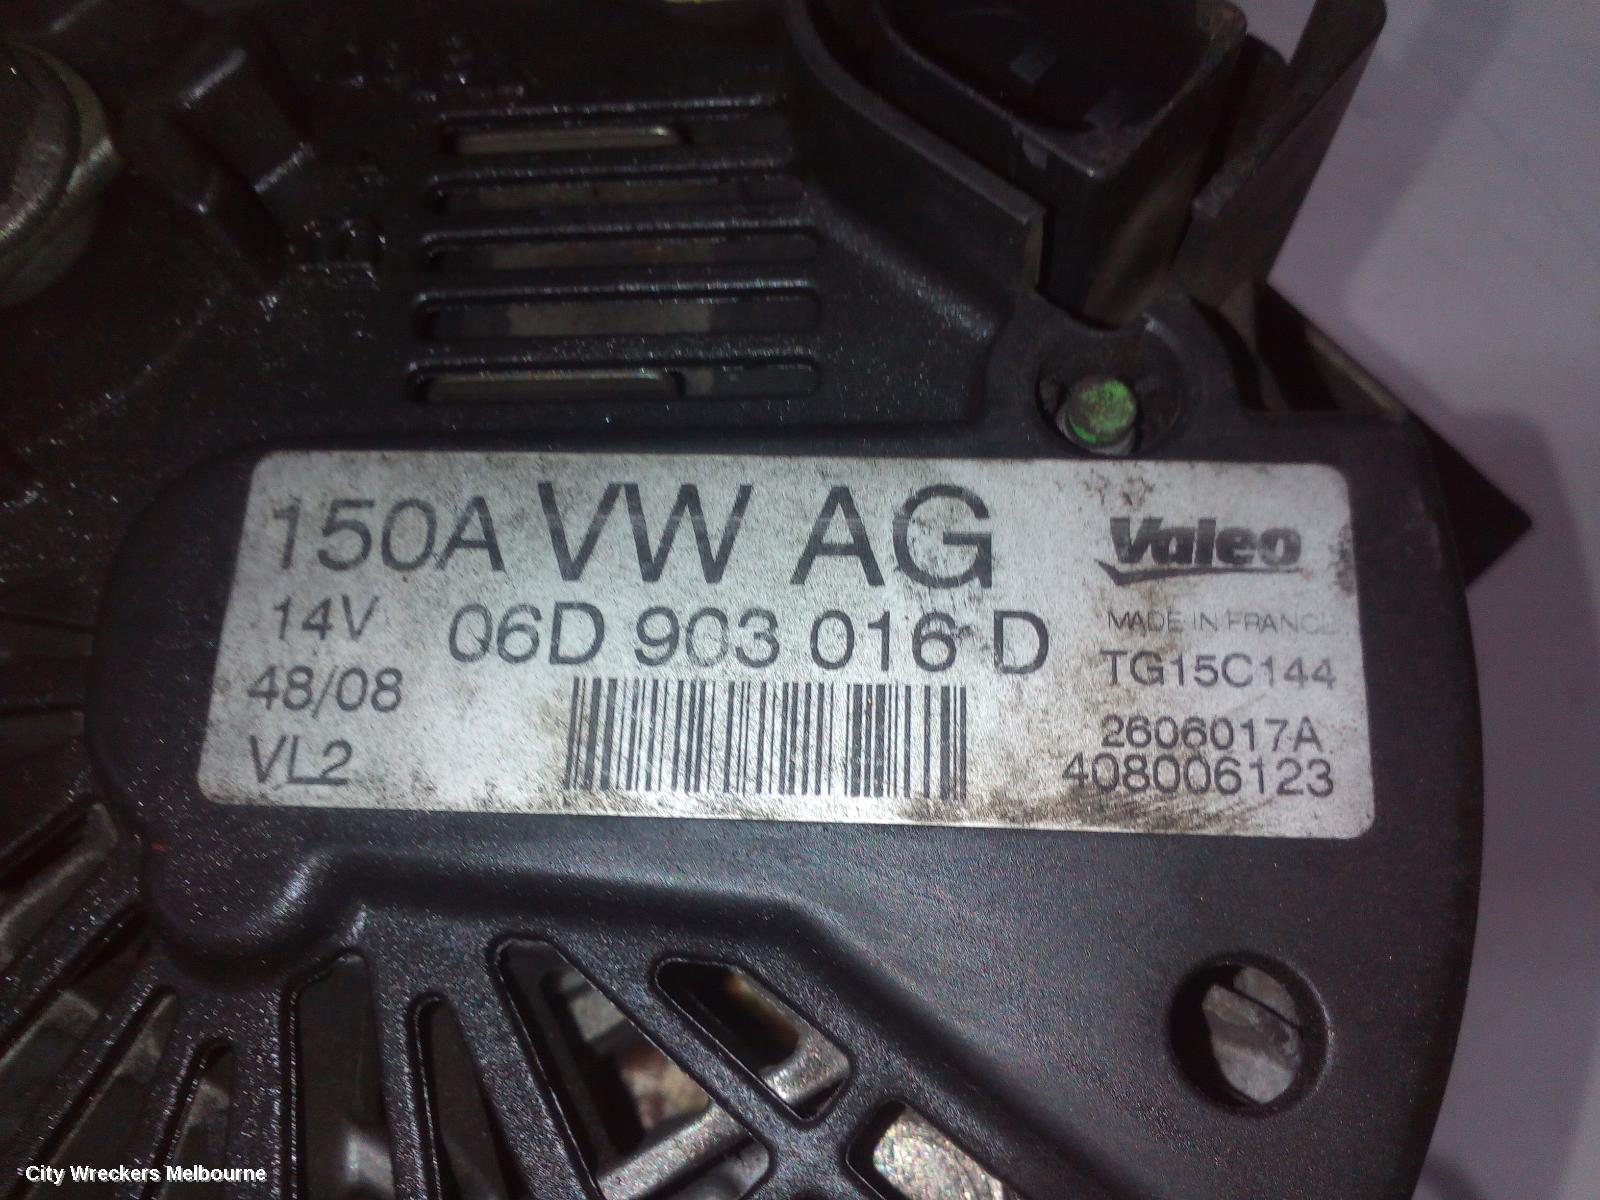 150A VW AG
14V
06D 903 016 D
48/08
VL2
Valeo
MADE IN FRANCE
TG15C144
2606017A
408006123
City Wreckers Melbourne